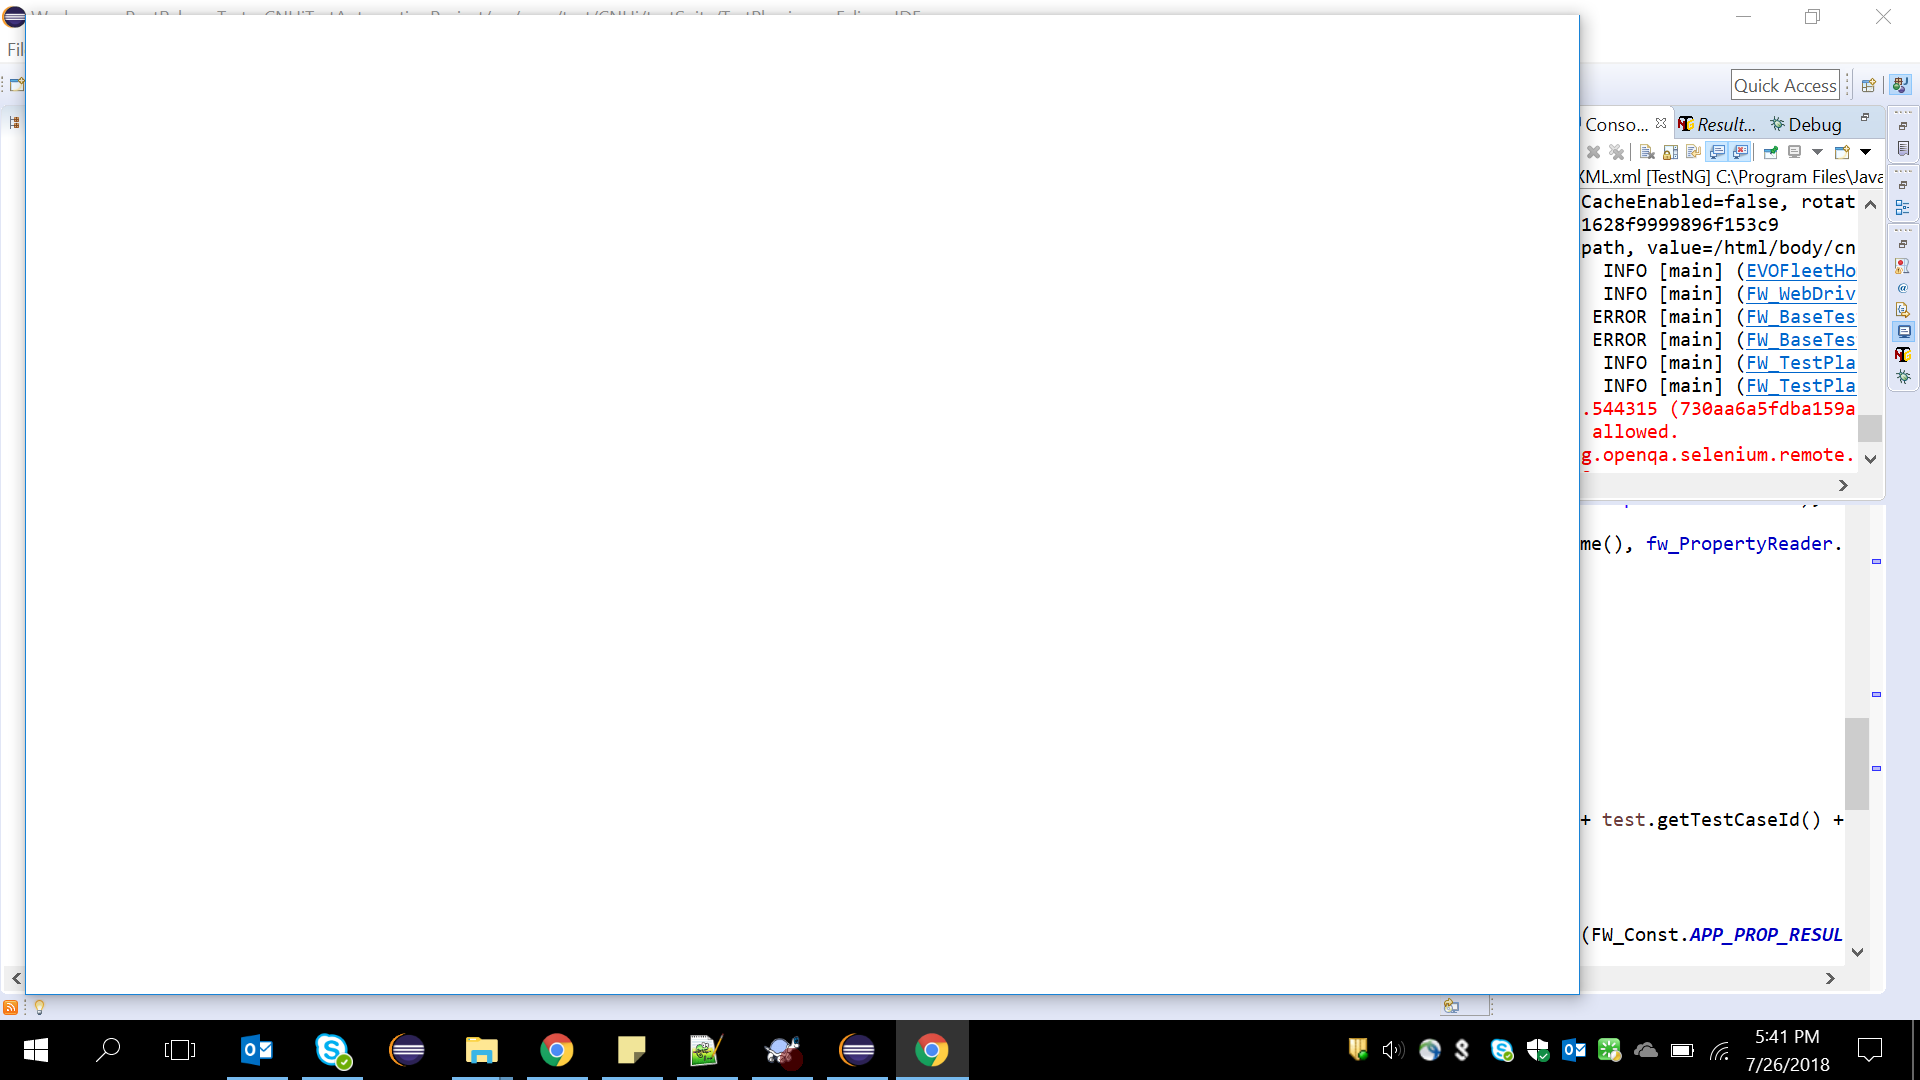 Fil
Quick Access
Conso...
Result...
Debug
XML.xml [TestNG] C:\Program Files\Java
CacheEnabled=false, rotat
1628f9999896f153c9
path, value=/html/body/cn
INFO [main] (EVOFleetHo
INFO [main] (FW_WebDriv
ERROR [main] (FW_BaseTes
ERROR [main] (FW_BaseTes
INFO [main] (FW_TestPla
INFO [main] (FW_TestPla
.544315 (730aa6a5fdba159a
allowed.
g.openqa.selenium.remote.
me(), fw_PropertyReader.
+ test.getTestCaseId() +
(FW_Const.APP_PROP_RESUL
5:41 PM
7/26/2018